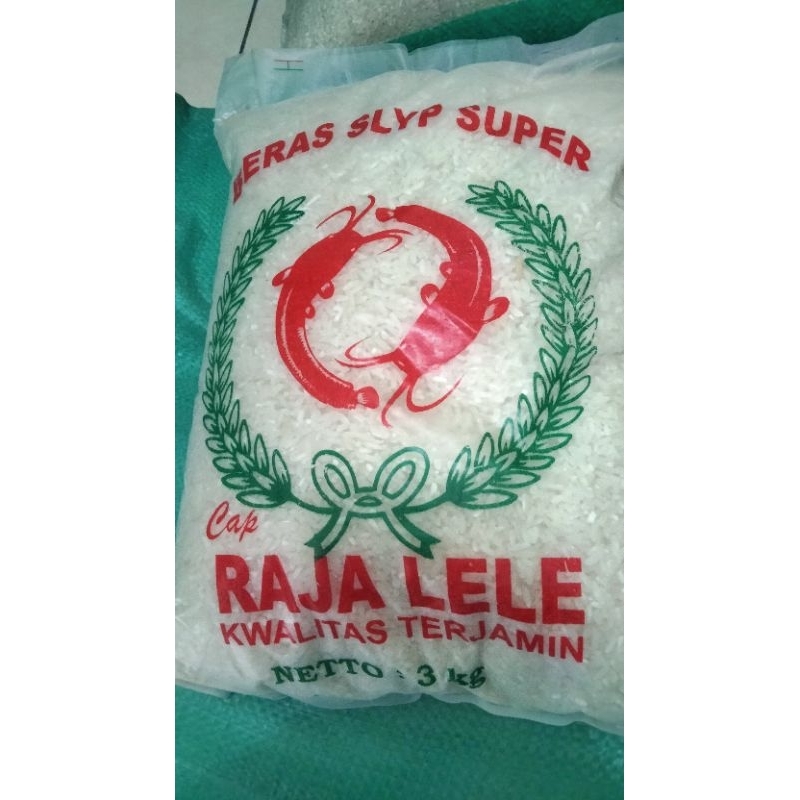 BERAS SLYP SUPER
Cap
RAJA LELE
KWALITAS TERJAMIN
NETTO : 3 kg